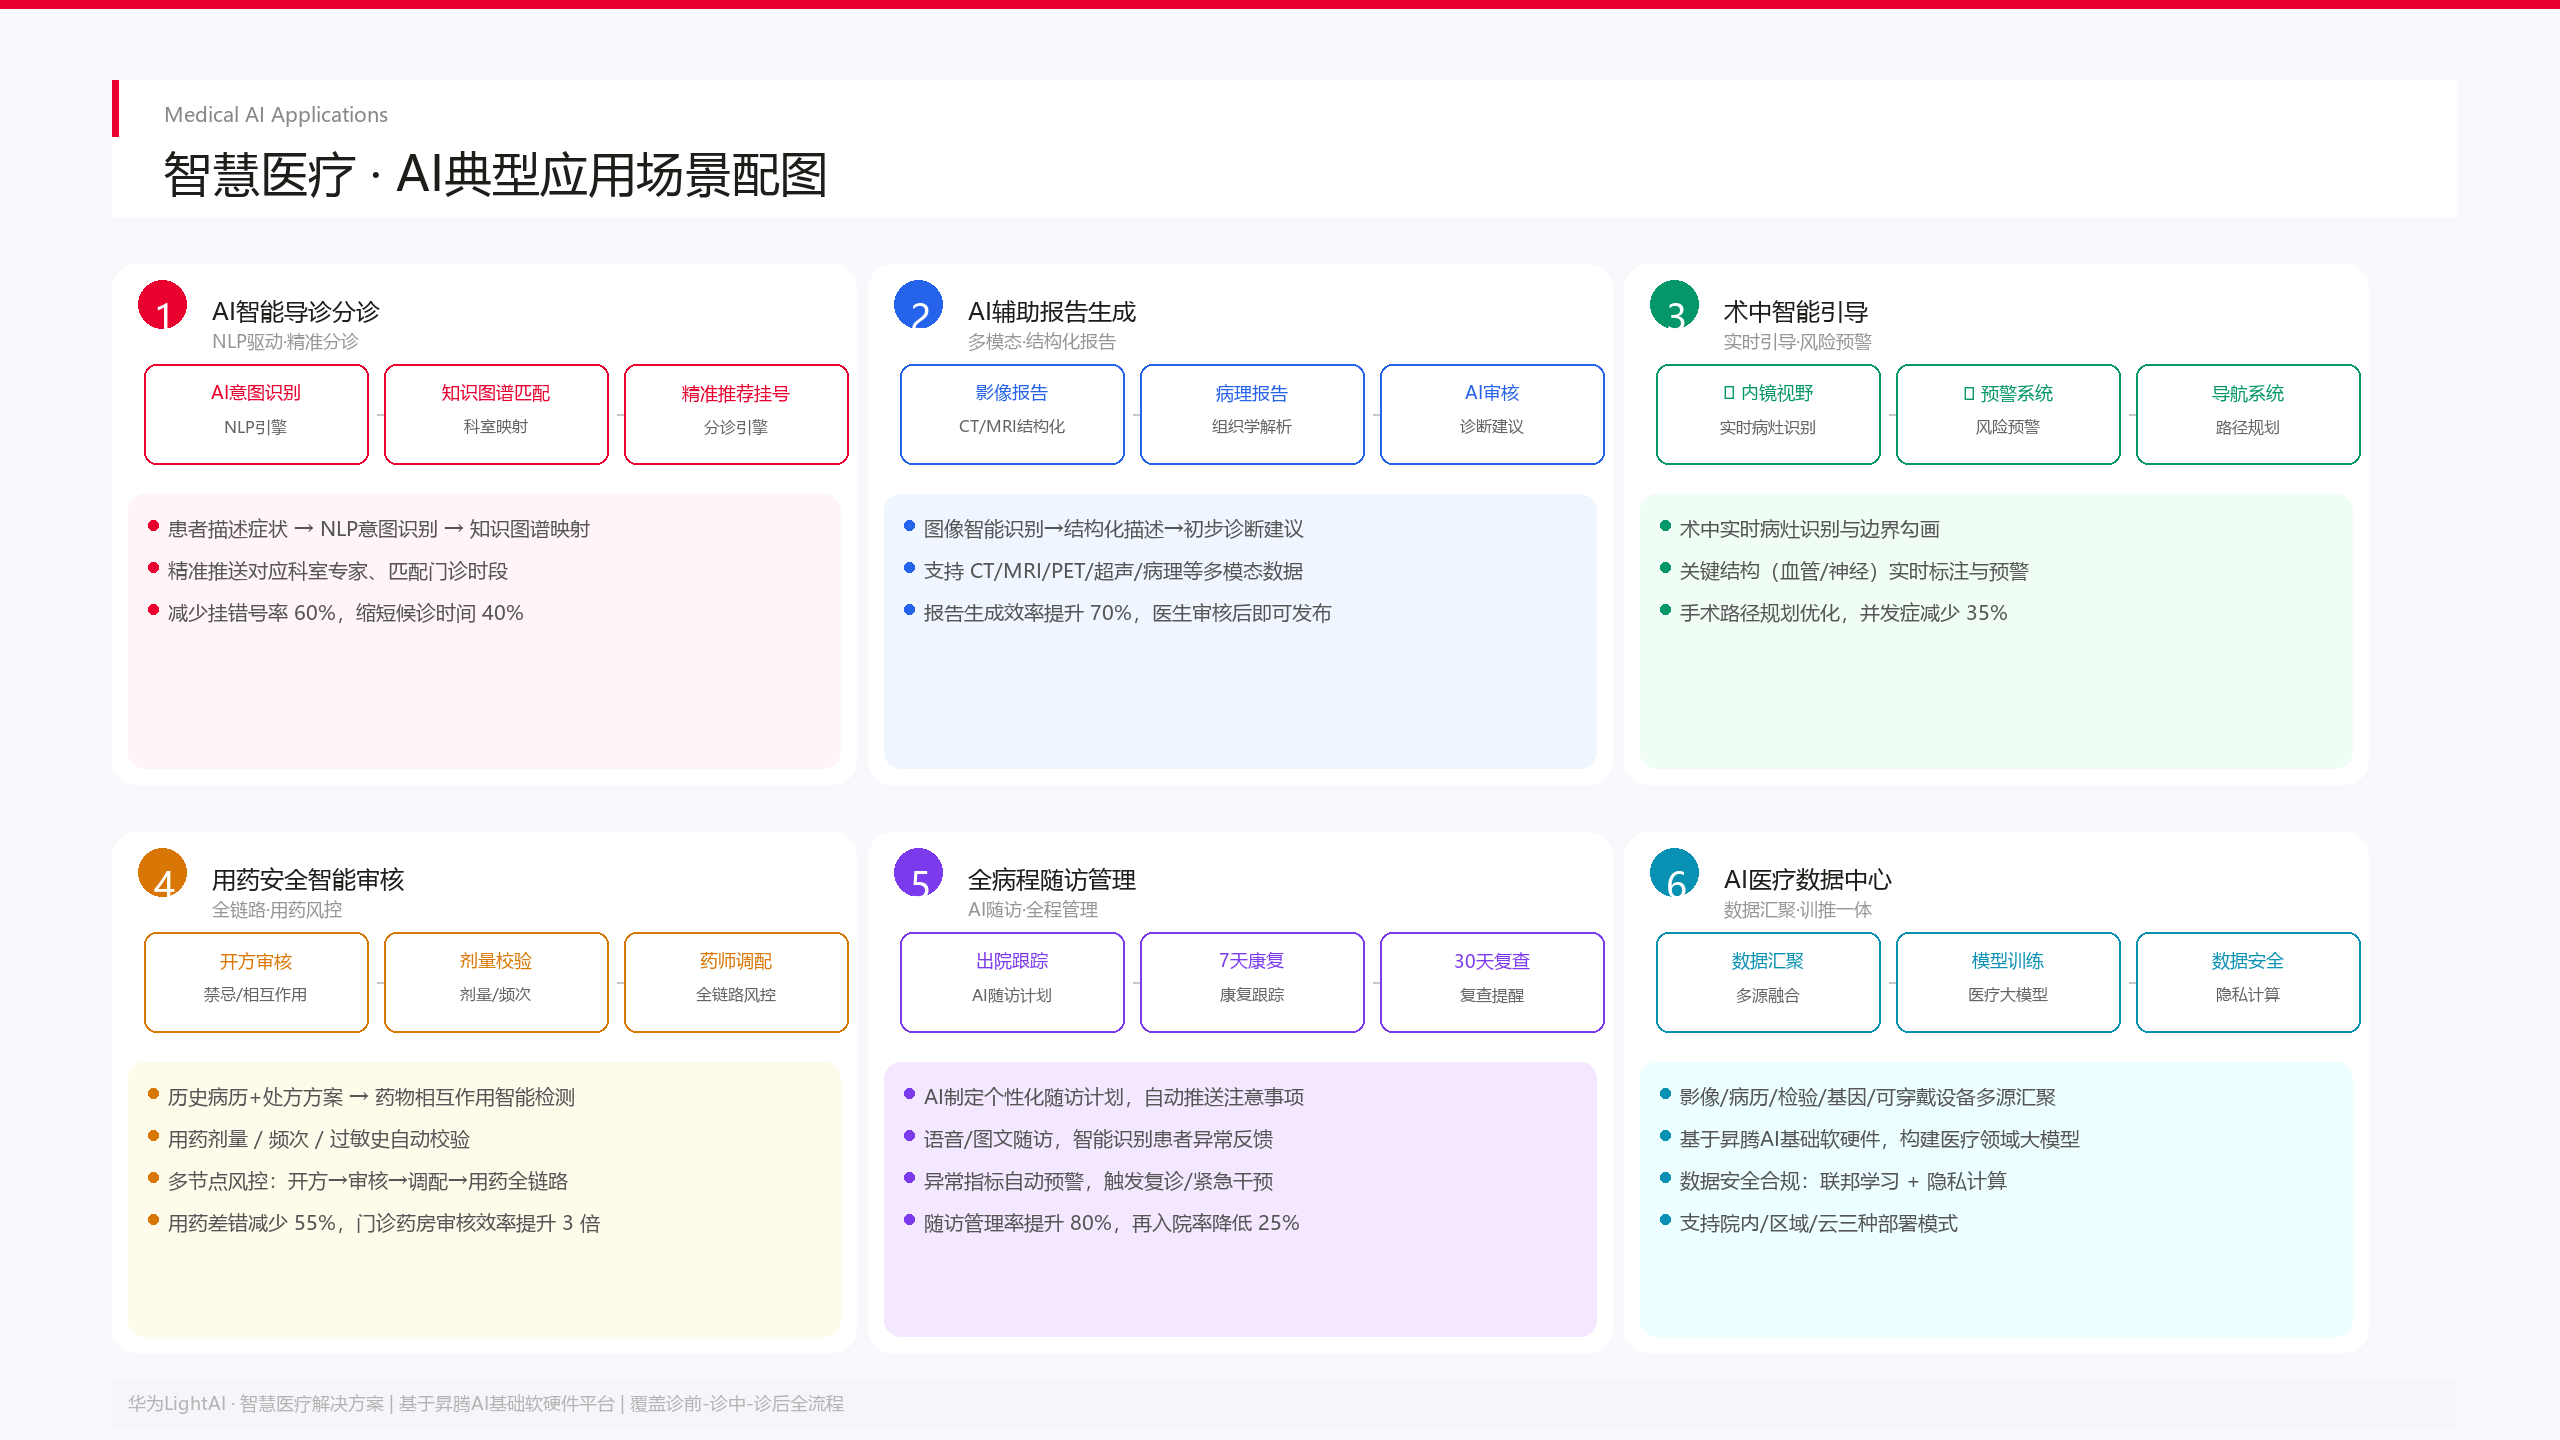 Medical AI Applications
智慧医疗 · AI典型应用场景配图
1
AI智能导诊分诊
NLP驱动·精准分诊
AI意图识别
NLP引擎
知识图谱匹配
科室映射
精准推荐挂号
分诊引擎
患者描述症状 → NLP意图识别 → 知识图谱映射
精准推送对应科室专家、匹配门诊时段
减少挂错号率 60%，缩短候诊时间 40%
2
AI辅助报告生成
多模态·结构化报告
影像报告
CT/MRI结构化
病理报告
组织学解析
AI审核
诊断建议
图像智能识别→结构化描述→初步诊断建议
支持 CT/MRI/PET/超声/病理等多模态数据
报告生成效率提升 70%，医生审核后即可发布
3
术中智能引导
实时引导·风险预警
内镜视野
实时病灶识别
预警系统
风险预警
导航系统
路径规划
术中实时病灶识别与边界勾画
关键结构（血管/神经）实时标注与预警
手术路径规划优化，并发症减少 35%
4
用药安全智能审核
全链路·用药风控
开方审核
禁忌/相互作用
剂量校验
剂量/频次
药师调配
全链路风控
历史病历+处方方案 → 药物相互作用智能检测
用药剂量 / 频次 / 过敏史自动校验
多节点风控：开方→审核→调配→用药全链路
用药差错减少 55%，门诊药房审核效率提升 3 倍
5
全病程随访管理
AI随访·全程管理
出院跟踪
AI随访计划
7天康复
康复跟踪
30天复查
复查提醒
AI制定个性化随访计划，自动推送注意事项
语音/图文随访，智能识别患者异常反馈
异常指标自动预警，触发复诊/紧急干预
随访管理率提升 80%，再入院率降低 25%
6
AI医疗数据中心
数据汇聚·训推一体
数据汇聚
多源融合
模型训练
医疗大模型
数据安全
隐私计算
影像/病历/检验/基因/可穿戴设备多源汇聚
基于昇腾AI基础软硬件，构建医疗领域大模型
数据安全合规：联邦学习 + 隐私计算
支持院内/区域/云三种部署模式
华为LightAI · 智慧医疗解决方案 | 基于昇腾AI基础软硬件平台 | 覆盖诊前-诊中-诊后全流程